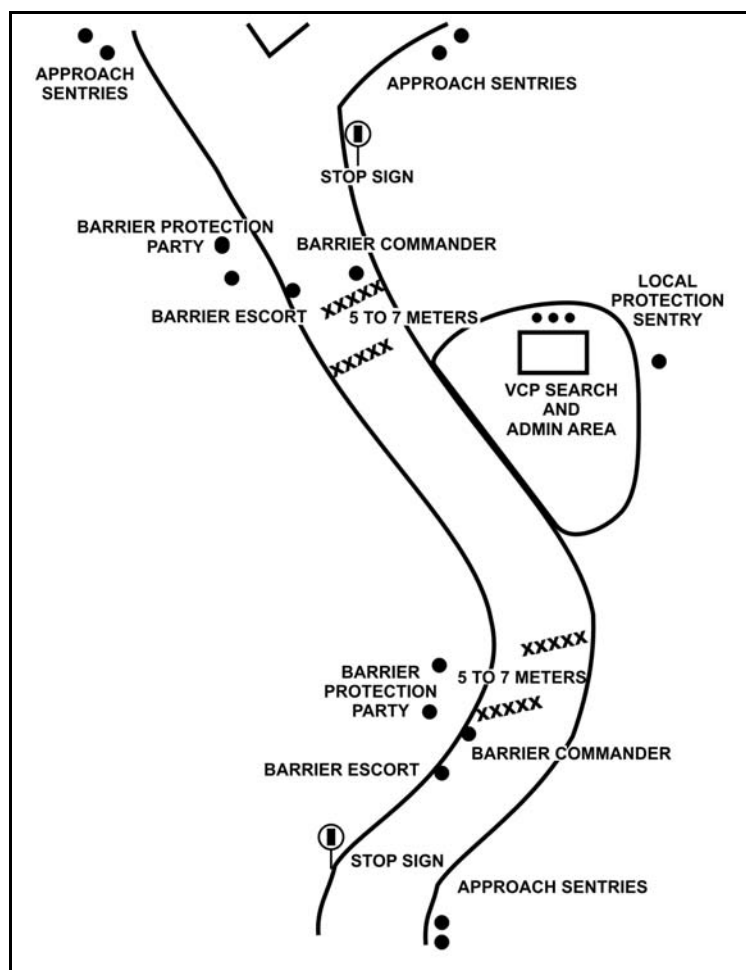 APPROACH
SENTRIES
APPROACH SENTRIES
STOP SIGN
BARRIER PROTECTION
PARTY
BARRIER COMMANDER
BARRIER ESCORT
XXXXX
5 TO 7 METERS
XXXXX
LOCAL
PROTECTION
SENTRY
VCP SEARCH
AND
ADMIN AREA
XXXXX
BARRIER
PROTECTION
PARTY
5 TO 7 METERS
XXXXX
BARRIER COMMANDER
BARRIER ESCORT
STOP SIGN
APPROACH SENTRIES